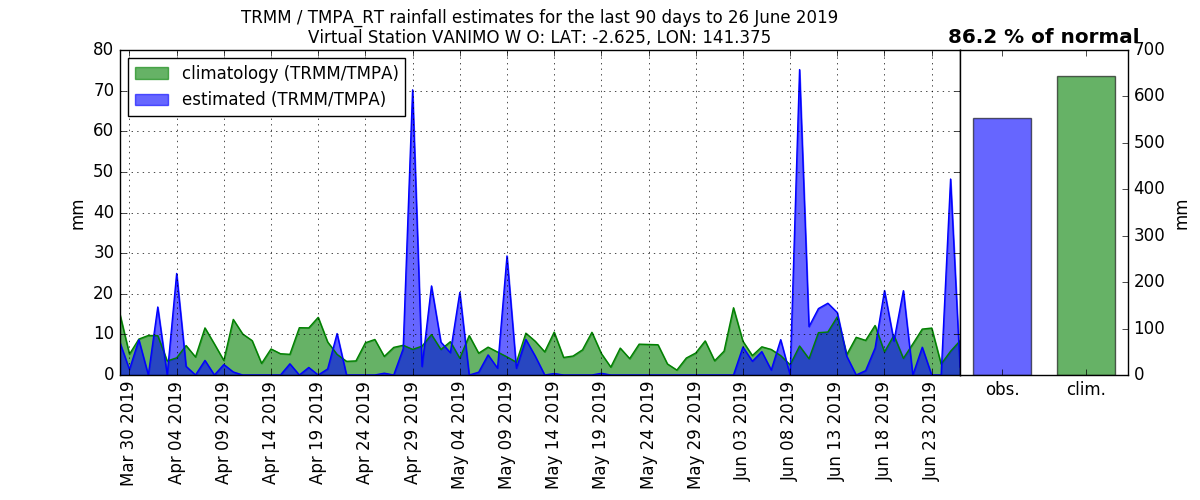 TRMM / TMPA_RT rainfall estimates for the last 90 days to 26 June 2019
Virtual Station VANIMO W O: LAT: -2.625, LON: 141.375
86.2 % of normal
climatology (TRMM/TMPA)
estimated (TRMM/TMPA)
mm
80
70
60
50
40
30
20
10
0
Mar 30 2019
Apr 04 2019
Apr 09 2019
Apr 14 2019
Apr 19 2019
Apr 24 2019
Apr 29 2019
May 04 2019
May 09 2019
May 14 2019
May 19 2019
May 24 2019
May 29 2019
Jun 03 2019
Jun 08 2019
Jun 13 2019
Jun 18 2019
Jun 23 2019
obs.
clim.
700
600
500
400
300
200
100
0
mm